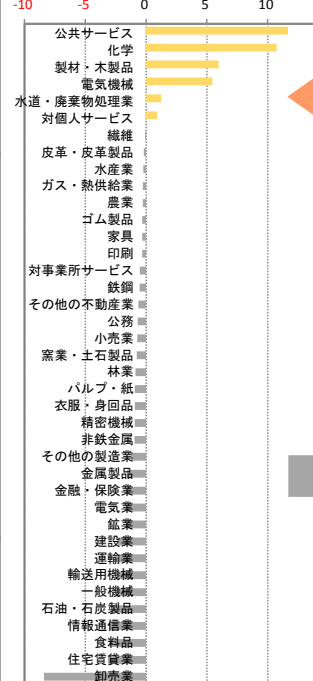 -10 -5 0 5 10
公共サービス
化学
製材・木製品
電気機械
水道・廃棄物処理業
対個人サービス
繊維
皮革・皮革製品
水産業
ガス・熱供給業
農業
ゴム製品
家具
印刷
対事業所サービス
鉄鋼
その他の不動産業
公務
小売業
窯業・土石製品
林業
パルプ・紙
衣服・身回品
精密機械
非鉄金属
その他の製造業
金属製品
金融・保険業
電気業
鉱業
建設業
運輸業
輸送用機械
一般機械
石油・石炭製品
情報通信業
食料品
住宅賃貸業
卸売業